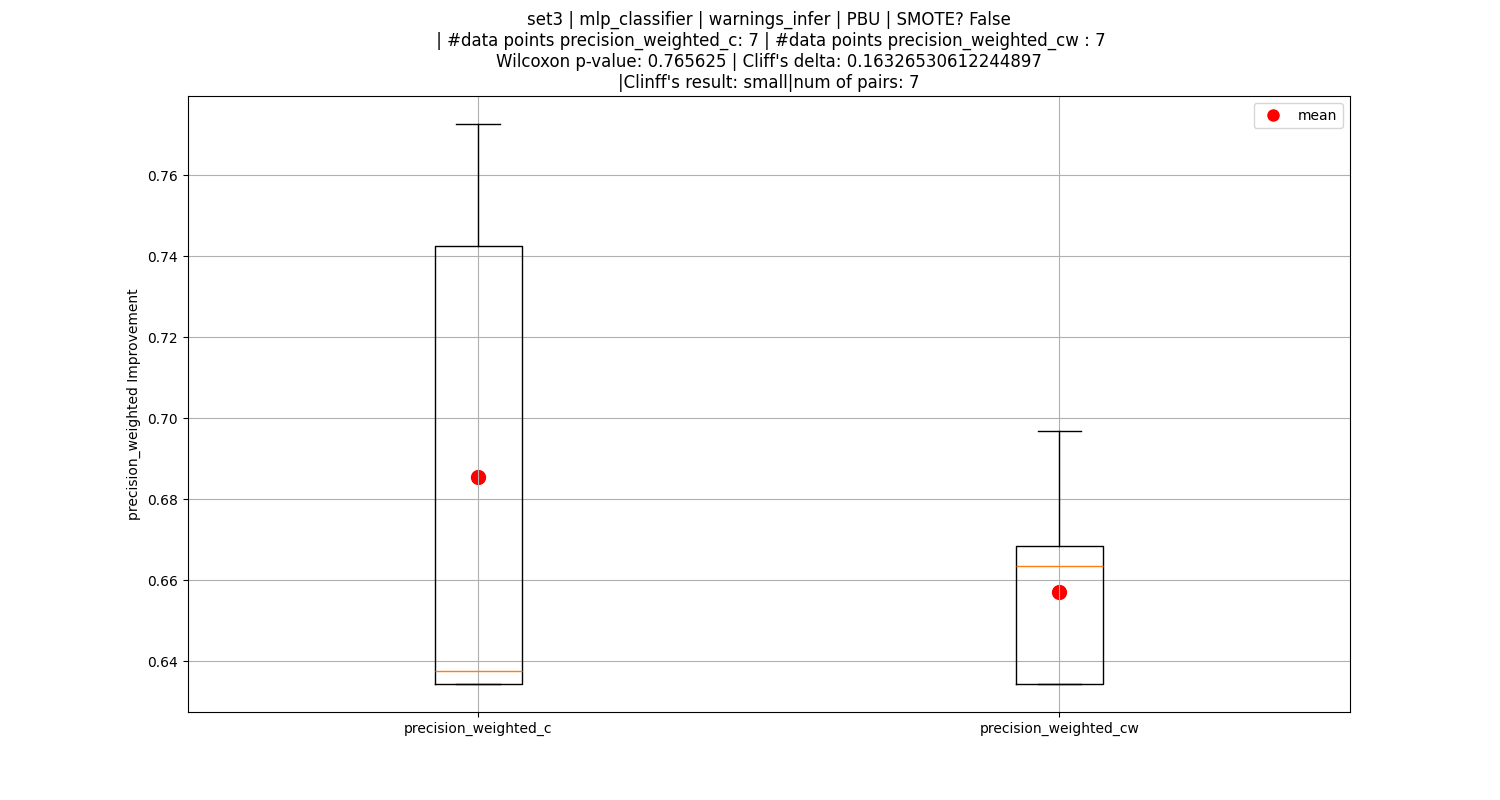 set3 | mlp_classifier | warnings_infer | PBU | SMOTE? False
| #data points precision_weighted_c: 7 | #data points precision_weighted_cw : 7
Wilcoxon p-value: 0.765625 | Cliff's delta: 0.16326530612244897
|Clinff's result: small|num of pairs: 7
mean
0.76
0.74
0.72
0.70
0.68
0.66
0.64
precision_weighted Improvement
precision_weighted_c
precision_weighted_cw